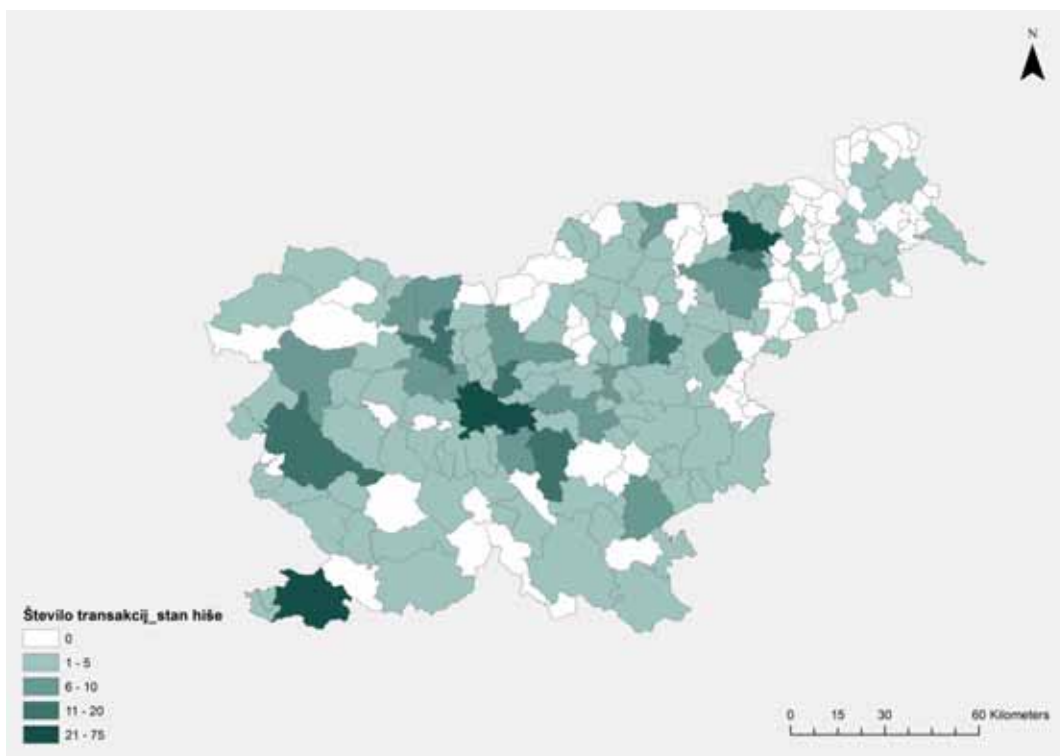 N
Število transakcij_stan hiše
0
1 - 5
6 - 10
11 - 20
21 - 75
0 15 30 60 Kilometers